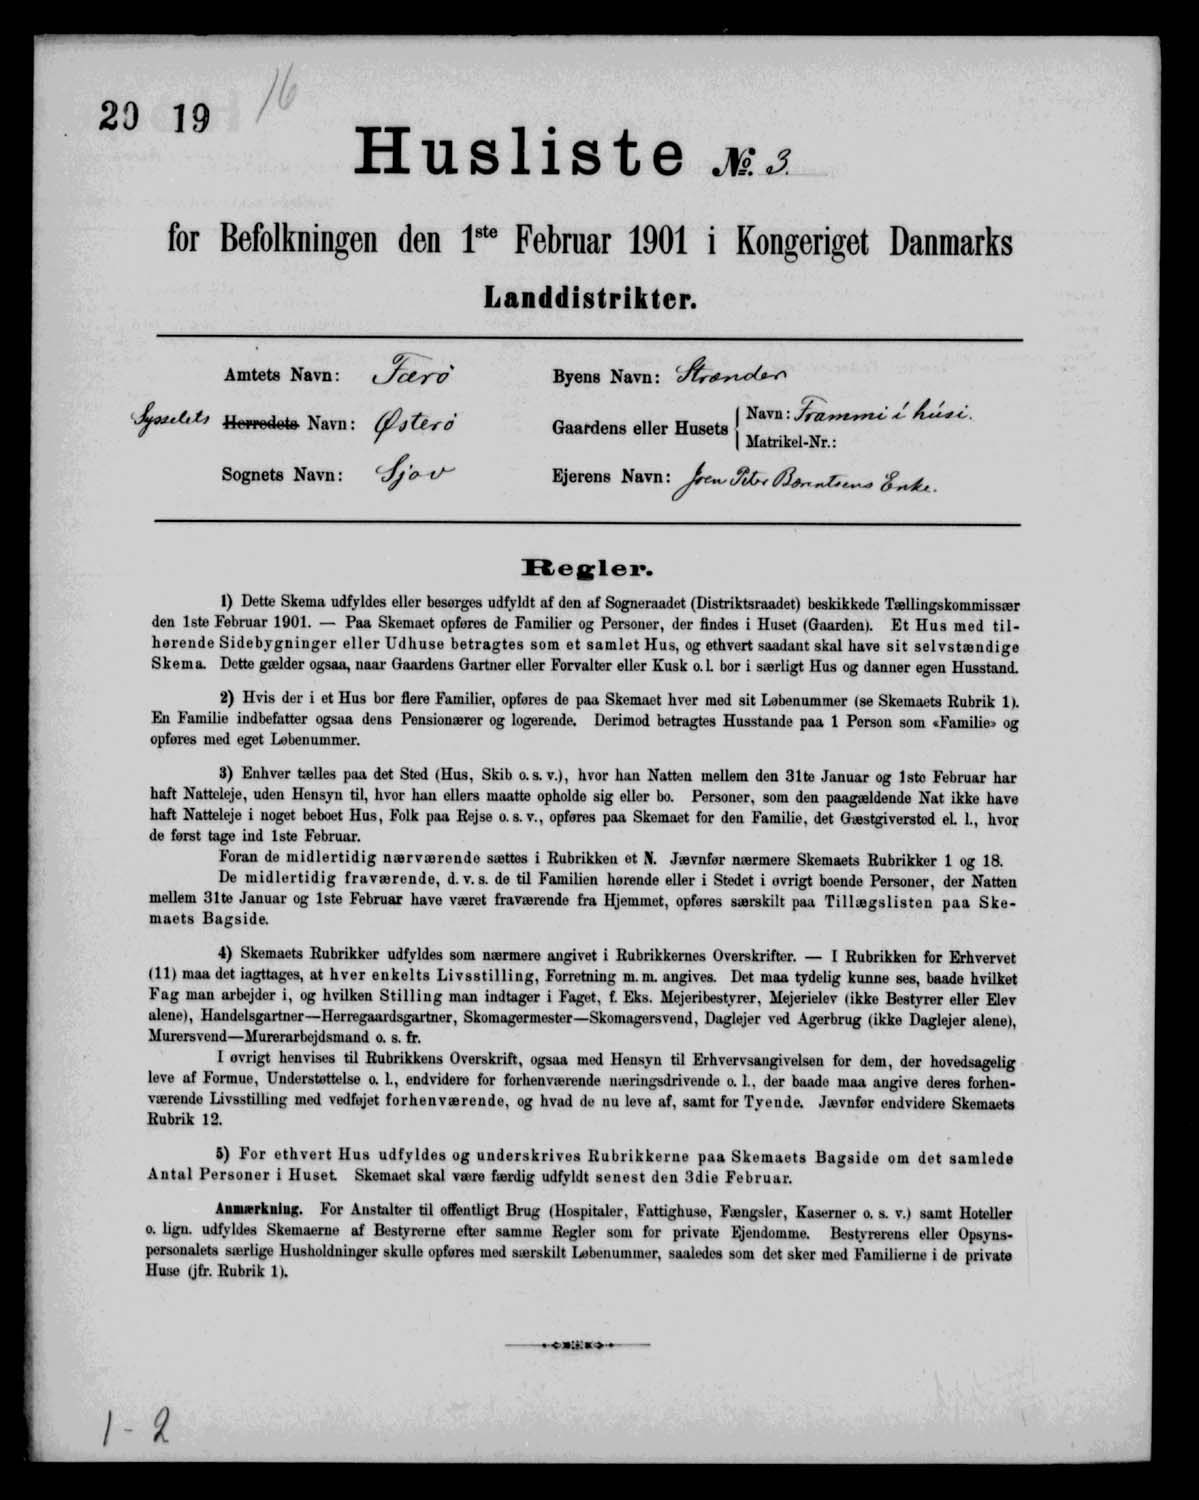 20 19 16
Husliste № 3.
for Befolkningen den 1ste Februar 1901 i Kongeriget Danmarks
Landdistrikter.
Amtets Navn: Færö
Sysselets Herredets Navn: Østerö
Sognets Navn: Sjov
Byens Navn: Strænder
Gaardens eller Husets
Navn: Frammi í húsi.
Matrikel-Nr.:
Ejerens Navn: Joen Peter Bærentsens Enke.
Regler.
1) Dette Skema udfyldes eller besørges udfyldt af den af Sogneraadet (Distriktsraadet) beskikkede Tællingskommissær
den 1ste Februar 1901. — Paa Skemaet opføres de Familier og Personer, der findes i Huset (Gaarden). Et Hus med til-
hørende Sidebygninger eller Udhuse betragtes som et samlet Hus, og ethvert saadant skal have sit selvstændige
Skema. Dette gælder ogsaa, naar Gaardens Gartner eller Forvalter eller Kusk o. l. bor i særligt Hus og danner egen Husstand.
2) Hvis der i et Hus bor flere Familier, opføres de paa Skemaet hver med sit Løbenummer (se Skemaets Rubrik 1).
En Familie indbefatter ogsaa dens Pensionærer og logerende. Derimod betragtes Husstande paa 1 Person som «Familie» og
opføres med eget Løbenummer.
3) Enhver tælles paa det Sted (Hus, Skib o. s. v.), hvor han Natten mellem den 31te Januar og 1ste Februar har
haft Natteleje, uden Hensyn til, hvor han ellers maatte opholde sig eller bo. Personer, som den paagældende Nat ikke have
haft Natteleje i noget beboet Hus, Folk paa Rejse o. s. v., opføres paa Skemaet for den Familie, det Gæstgiversted el. l., hvor
de først tage ind 1ste Februar.
Foran de midlertidig nærværende sættes i Rubrikken et N. Jævnfør nærmere Skemaets Rubrikker 1 og 18.
De midlertidig fraværende, d. v. s. de til Familien hørende eller i Stedet i øvrigt boende Personer, der Natten
mellem 31te Januar og 1ste Februar have været fraværende fra Hjemmet, opføres særskilt paa Tillægslisten paa Ske-
maets Bagside.
4) Skemaets Rubrikker udfyldes som nærmere angivet i Rubrikkernes Overskrifter. — I Rubrikken for Erhvervet
(11) maa det iagttages, at hver enkelts Livsstilling, Forretning m. m. angives. Det maa tydelig kunne ses, baade hvilket
Fag man arbejder i, og hvilken Stilling man indtager i Faget, f. Eks. Mejeribestyrer, Mejerielev (ikke Bestyrer eller Elev
alene), Handelsgartner—Herregaardsgartner, Skomagermester—Skomagersvend, Daglejer ved Agerbrug (ikke Daglejer alene),
Murersvend—Murerarbejdsmand o. s. fr.
I øvrigt henvises til Rubrikkens Overskrift, ogsaa med Hensyn til Erhvervsangivelsen for dem, der hovedsagelig
leve af Formue, Understøttelse o. l., endvidere for forhenværende næringsdrivende o. l., der baade maa angive deres forhen-
værende Livsstilling med vedføjet forhenværende, og hvad de nu leve af, samt for Tyende. Jævnfør endvidere Skemaets
Rubrik 12.
5) For ethvert Hus udfyldes og underskrives Rubrikkerne paa Skemaets Bagside om det samlede
Antal Personer i Huset. Skemaet skal være færdig udfyldt senest den 3die Februar.
Anmærkning. For Anstalter til offentligt Brug (Hospitaler, Fattighuse, Fængsler, Kaserner o. s. v.) samt Hoteller
o. lign. udfyldes Skemaerne af Bestyrerne efter samme Regler som for private Ejendomme. Bestyrerens eller Opsyns-
personalets særlige Husholdninger skulle opføres med særskilt Løbenummer, saaledes som det sker med Familierne i de private
Huse (jfr. Rubrik 1).
1 - 2